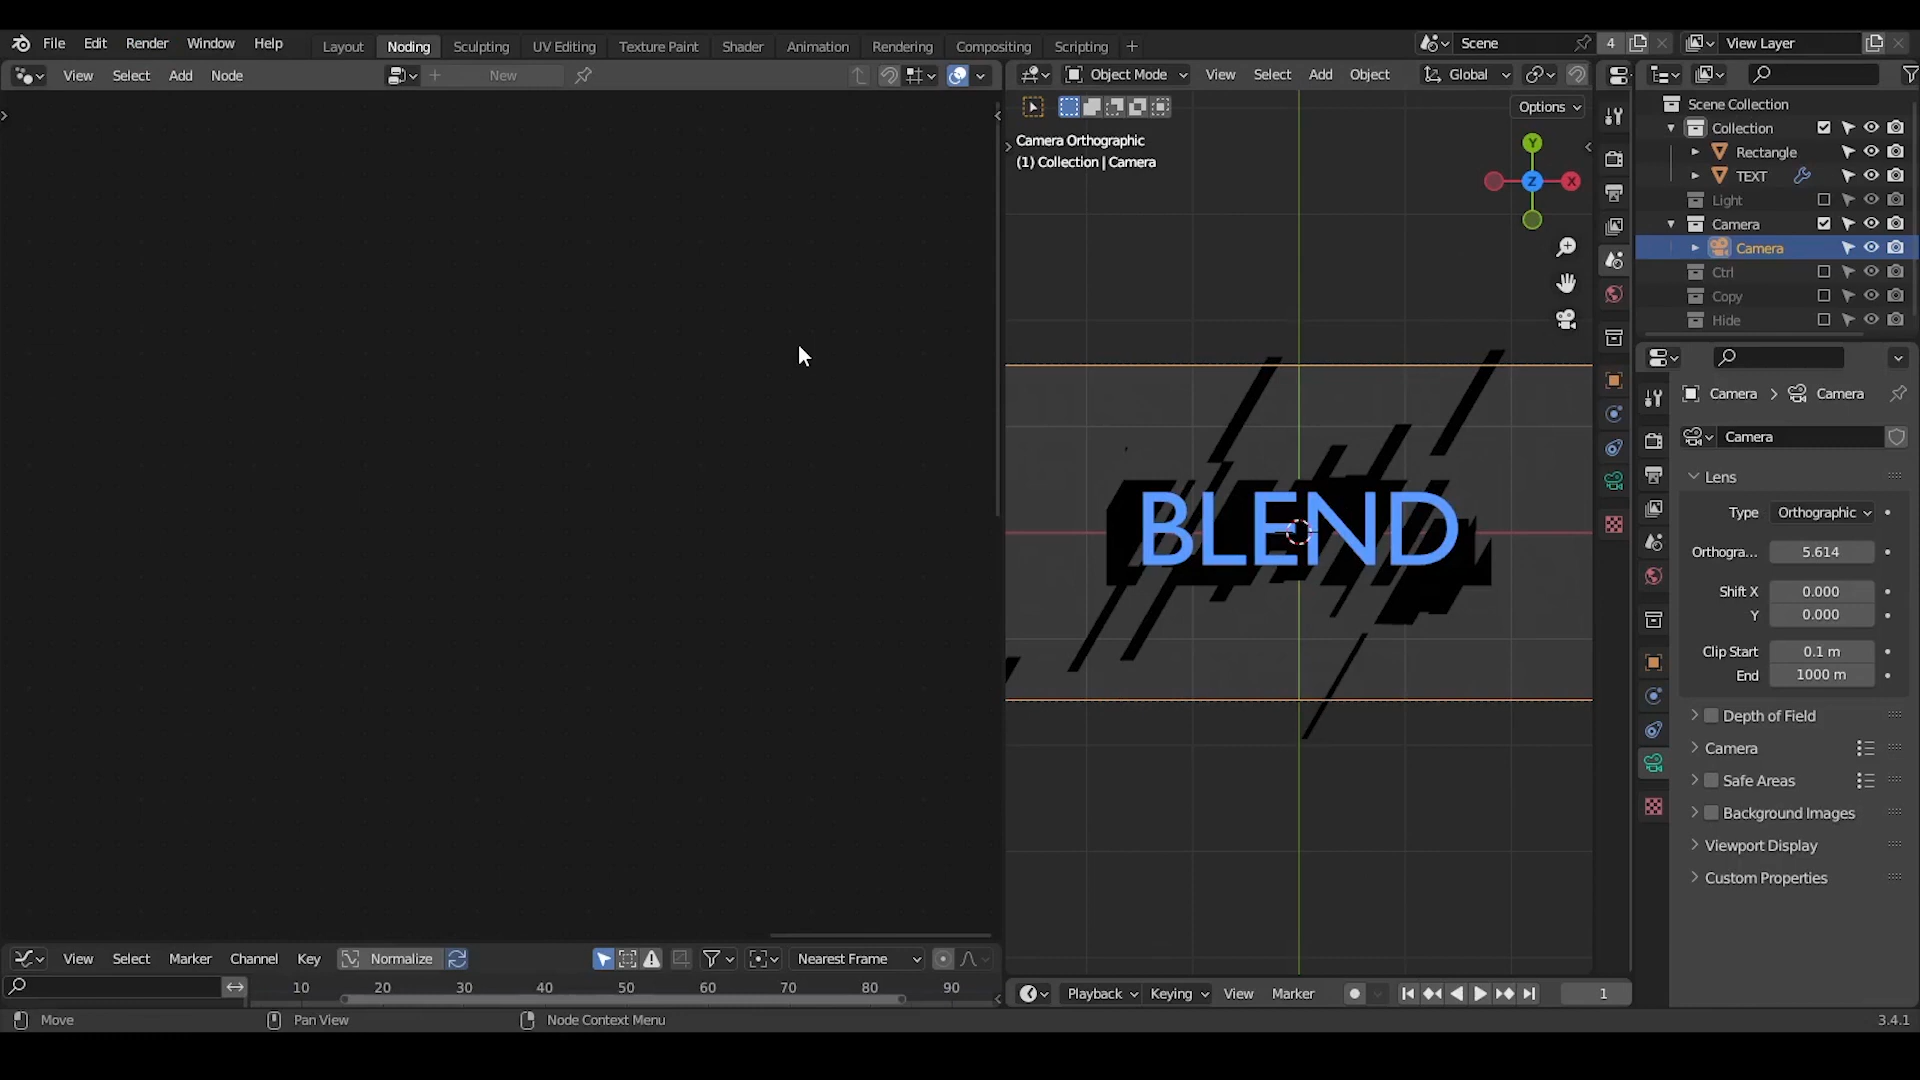 File Edit Render Window Help Layout Noding Sculpting UV Editing Texture Paint Shader Animation Rendering Compositing Scripting + Scene 4 View Layer
View Select Add Node New Object Mode View Select Add Object Global
Options
Camera Orthographic
(1) Collection | Camera
Y
Z
X
BLEND
Scene Collection
Collection
Rectangle
TEXT
Light
Camera
Camera
Ctrl
Copy
Hide
Camera > Camera
Camera
Lens
Type Orthographic
Orthogra... 5.614
Shift X 0.000
Y 0.000
Clip Start 0.1 m
End 1000 m
Depth of Field
Camera
Safe Areas
Background Images
Viewport Display
Custom Properties
View Select Marker Channel Key Normalize Nearest Frame
10 20 30 40 50 60 70 80 90
Playback Keying View Marker 1
Move Pan View Node Context Menu 3.4.1